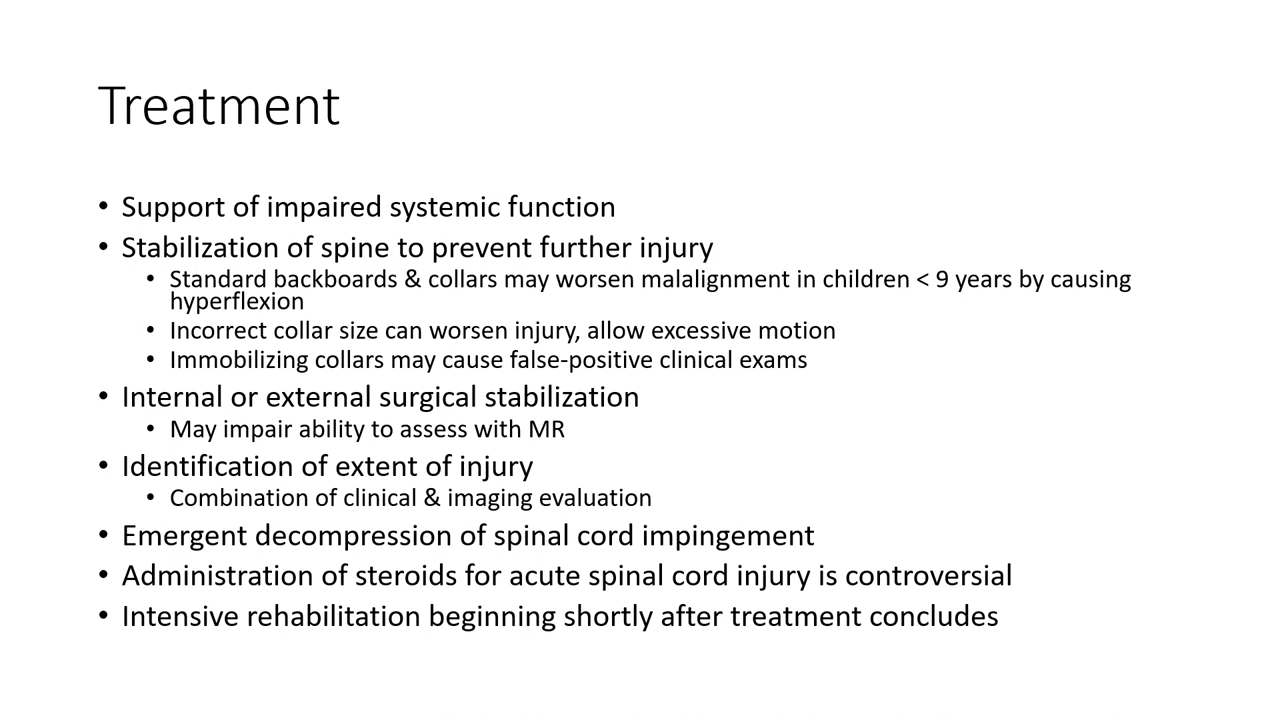 Treatment
• Support of impaired systemic function
• Stabilization of spine to prevent further injury
• Standard backboards & collars may worsen malalignment in children < 9 years by causing
hyperflexion
• Incorrect collar size can worsen injury, allow excessive motion
• Immobilizing collars may cause false-positive clinical exams
• Internal or external surgical stabilization
• May impair ability to assess with MR
• Identification of extent of injury
• Combination of clinical & imaging evaluation
• Emergent decompression of spinal cord impingement
• Administration of steroids for acute spinal cord injury is controversial
• Intensive rehabilitation beginning shortly after treatment concludes